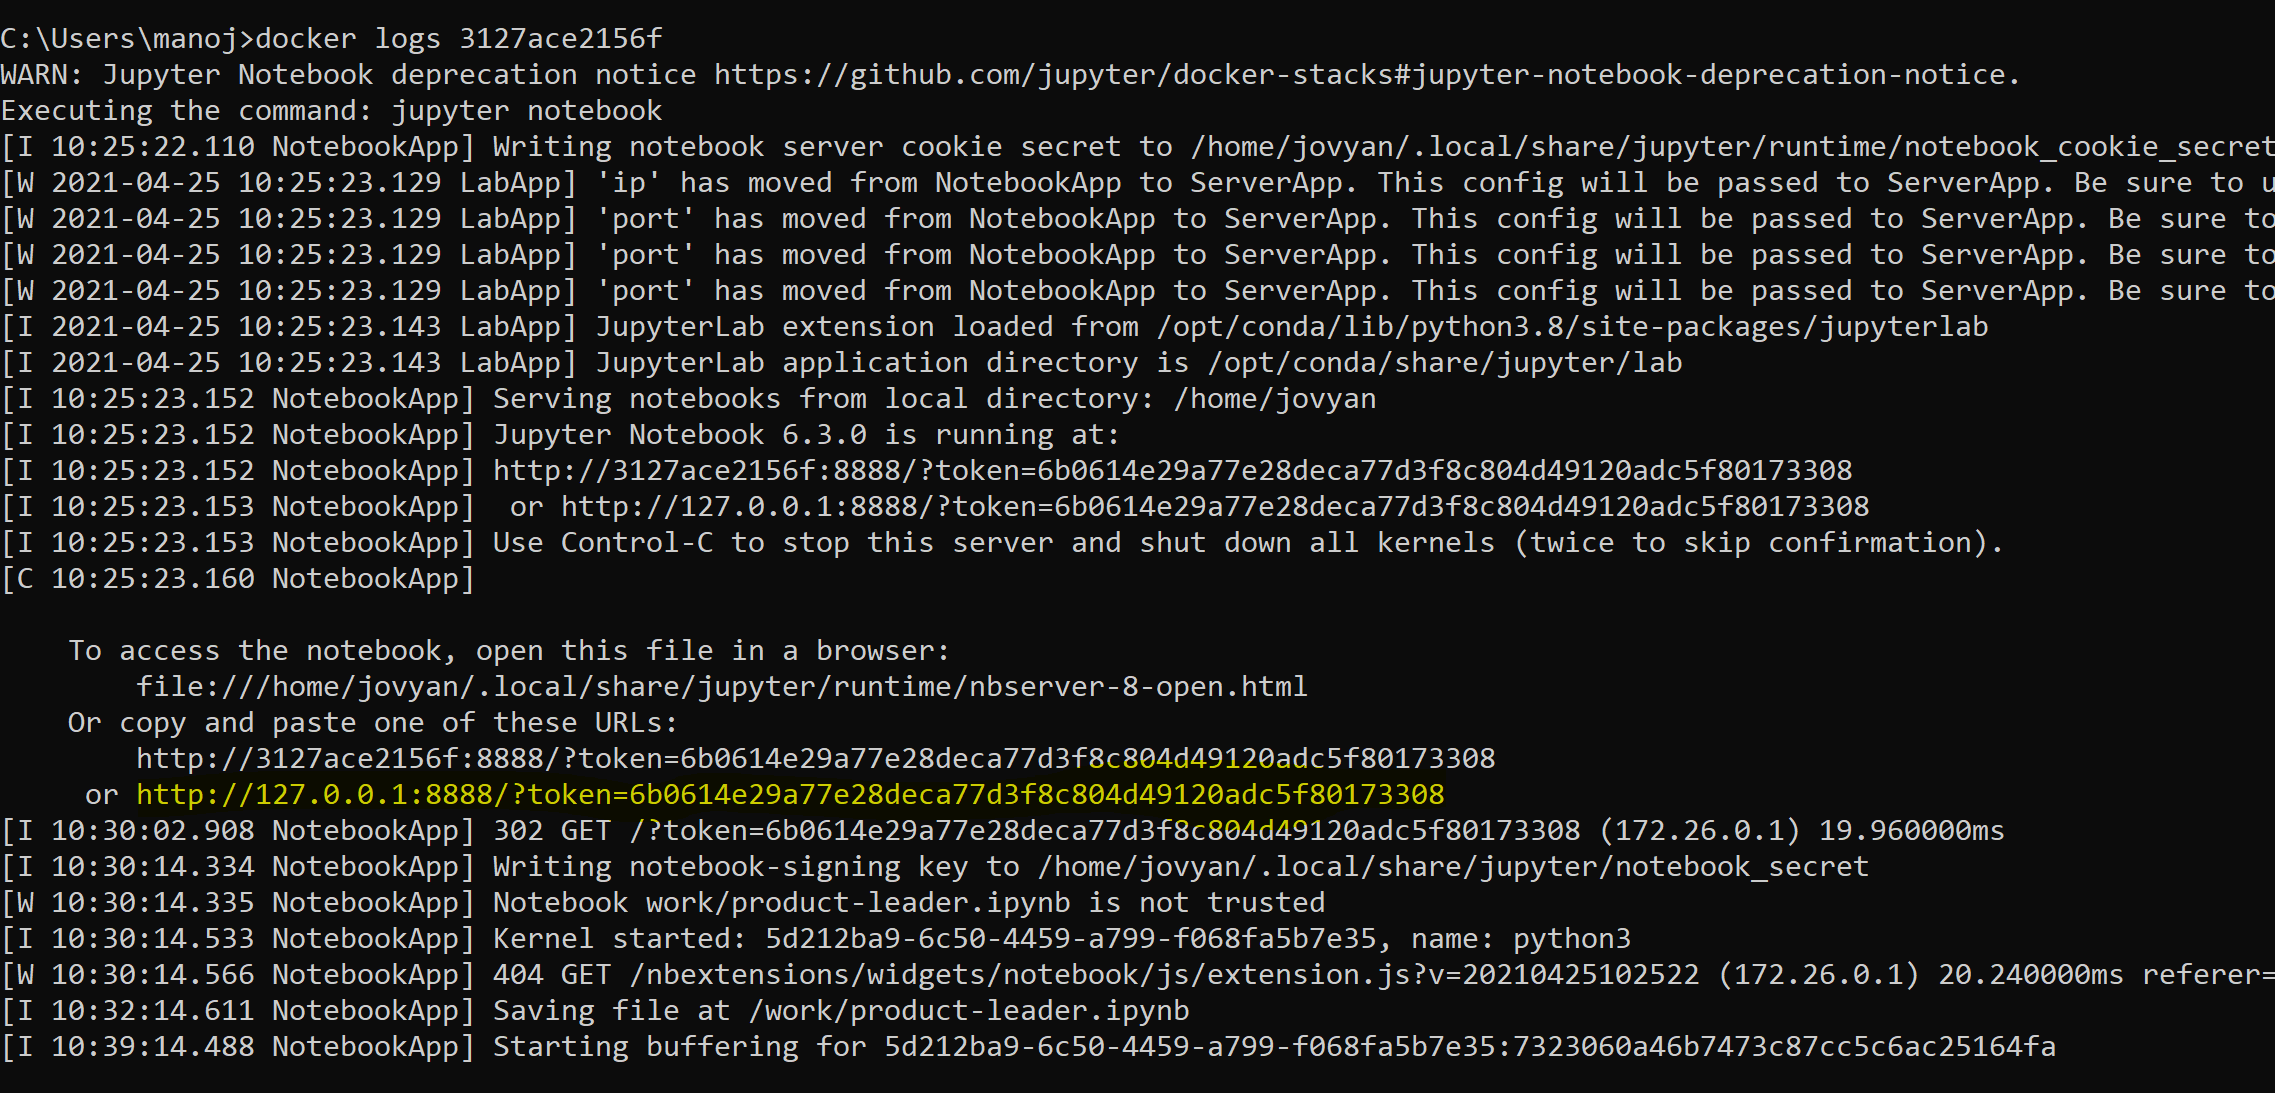 C:\Users\manoj>docker logs 3127ace2156f
WARN: Jupyter Notebook deprecation notice https://github.com/jupyter/docker-stacks#jupyter-notebook-deprecation-notice.
Executing the command: jupyter notebook
[I 10:25:22.110 NotebookApp] Writing notebook server cookie secret to /home/jovyan/.local/share/jupyter/runtime/notebook_cookie_secret
[W 2021-04-25 10:25:23.129 LabApp] 'ip' has moved from NotebookApp to ServerApp. This config will be passed to ServerApp. Be sure to u
[W 2021-04-25 10:25:23.129 LabApp] 'port' has moved from NotebookApp to ServerApp. This config will be passed to ServerApp. Be sure to
[W 2021-04-25 10:25:23.129 LabApp] 'port' has moved from NotebookApp to ServerApp. This config will be passed to ServerApp. Be sure to
[W 2021-04-25 10:25:23.129 LabApp] 'port' has moved from NotebookApp to ServerApp. This config will be passed to ServerApp. Be sure to
[I 2021-04-25 10:25:23.143 LabApp] JupyterLab extension loaded from /opt/conda/lib/python3.8/site-packages/jupyterlab
[I 2021-04-25 10:25:23.143 LabApp] JupyterLab application directory is /opt/conda/share/jupyter/lab
[I 10:25:23.152 NotebookApp] Serving notebooks from local directory: /home/jovyan
[I 10:25:23.152 NotebookApp] Jupyter Notebook 6.3.0 is running at:
[I 10:25:23.152 NotebookApp] http://3127ace2156f:8888/?token=6b0614e29a77e28deca77d3f8c804d49120adc5f80173308
[I 10:25:23.153 NotebookApp]  or http://127.0.0.1:8888/?token=6b0614e29a77e28deca77d3f8c804d49120adc5f80173308
[I 10:25:23.153 NotebookApp] Use Control-C to stop this server and shut down all kernels (twice to skip confirmation).
[C 10:25:23.160 NotebookApp]
To access the notebook, open this file in a browser:
file:///home/jovyan/.local/share/jupyter/runtime/nbserver-8-open.html
Or copy and paste one of these URLs:
http://3127ace2156f:8888/?token=6b0614e29a77e28deca77d3f8c804d49120adc5f80173308
or http://127.0.0.1:8888/?token=6b0614e29a77e28deca77d3f8c804d49120adc5f80173308
[I 10:30:02.908 NotebookApp] 302 GET /?token=6b0614e29a77e28deca77d3f8c804d49120adc5f80173308 (172.26.0.1) 19.960000ms
[I 10:30:14.334 NotebookApp] Writing notebook-signing key to /home/jovyan/.local/share/jupyter/notebook_secret
[W 10:30:14.335 NotebookApp] Notebook work/product-leader.ipynb is not trusted
[I 10:30:14.533 NotebookApp] Kernel started: 5d212ba9-6c50-4459-a799-f068fa5b7e35, name: python3
[W 10:30:14.566 NotebookApp] 404 GET /nbextensions/widgets/notebook/js/extension.js?v=20210425102522 (172.26.0.1) 20.240000ms referer=
[I 10:32:14.611 NotebookApp] Saving file at /work/product-leader.ipynb
[I 10:39:14.488 NotebookApp] Starting buffering for 5d212ba9-6c50-4459-a799-f068fa5b7e35:7323060a46b7473c87cc5c6ac25164fa